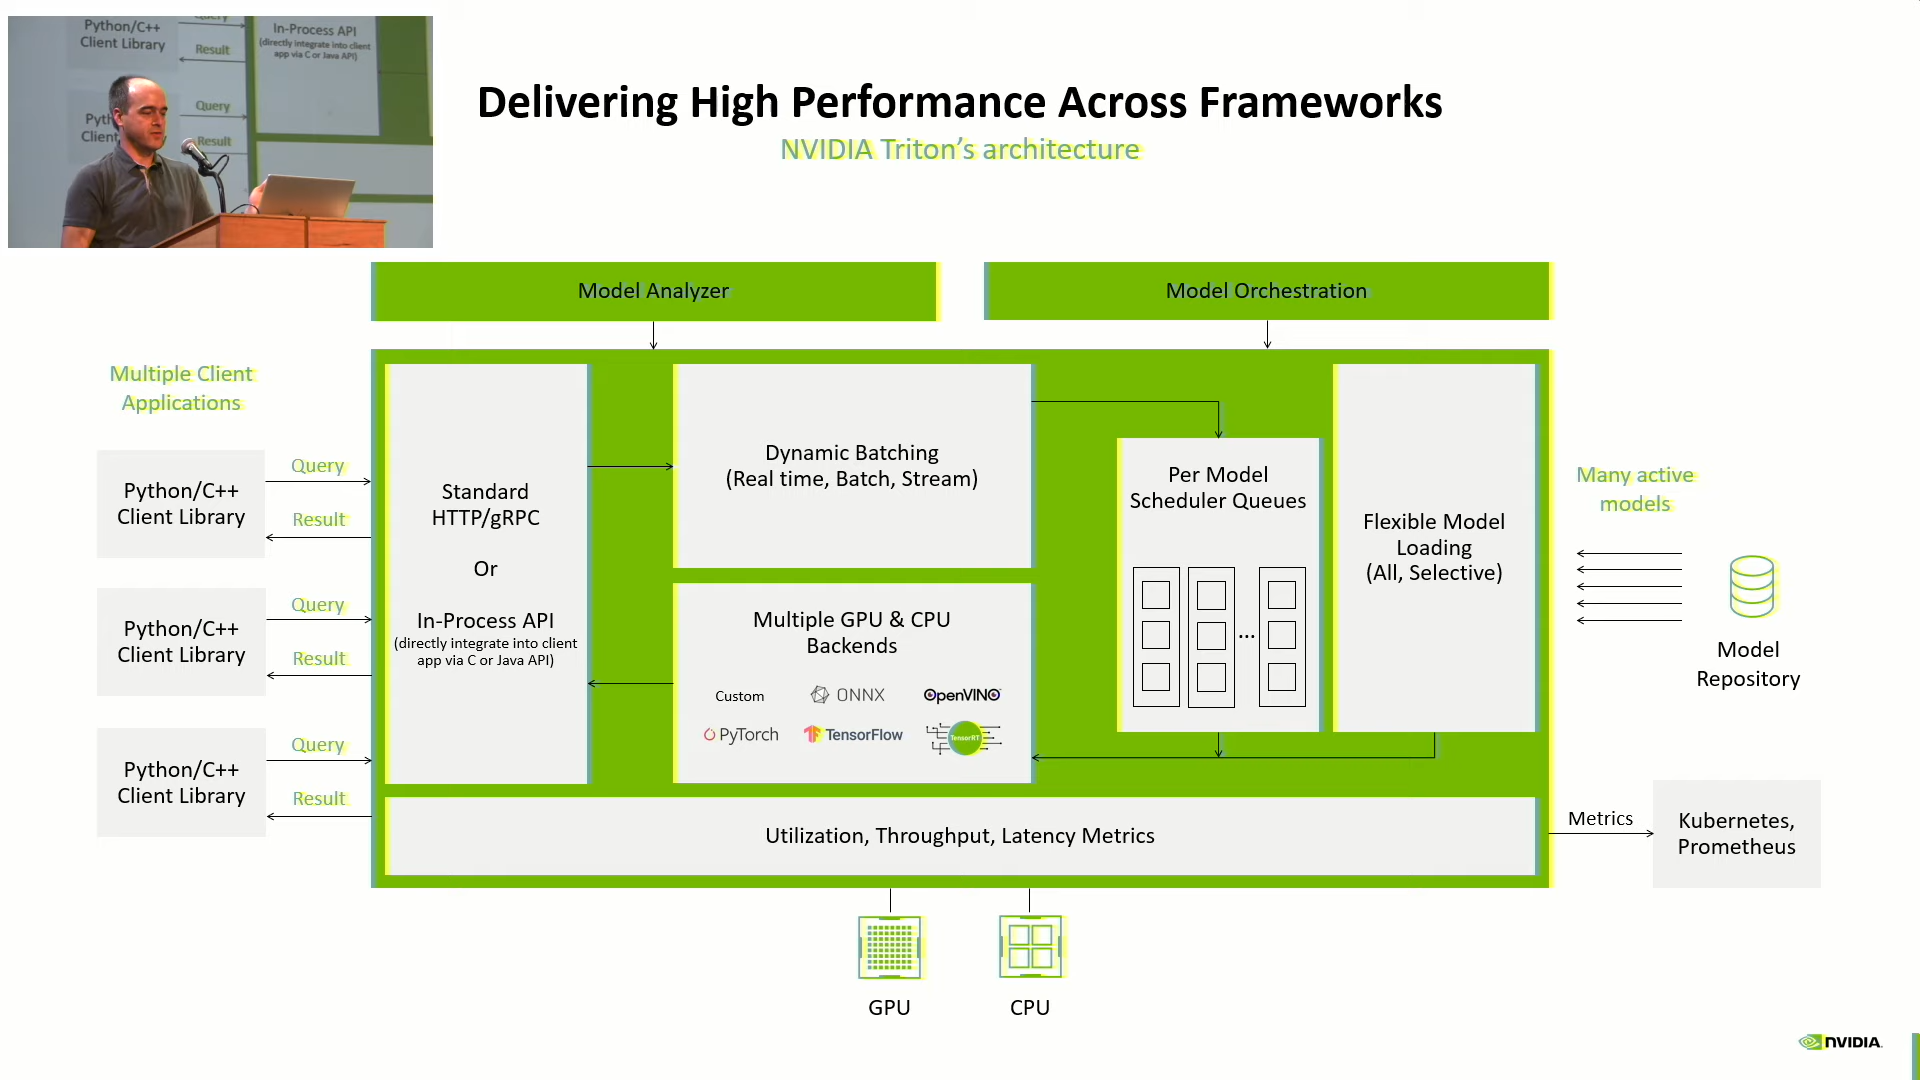 Python/C++
Client Library
Query
Result
In-Process API
(directly integrate into client
app via C or Java API)
Query
Result
Delivering High Performance Across Frameworks
NVIDIA Triton's architecture
Model Analyzer
Model Orchestration
Multiple Client
Applications
Python/C++
Client Library
Query
Result
Python/C++
Client Library
Query
Result
Python/C++
Client Library
Query
Result
Standard
HTTP/gRPC
Or
In-Process API
(directly integrate into client
app via C or Java API)
Dynamic Batching
(Real time, Batch, Stream)
Multiple GPU & CPU
Backends
Custom
ONNX
OpenVINO
PyTorch
TensorFlow
TensorRT
Per Model
Scheduler Queues
...
Flexible Model
Loading
(All, Selective)
Many active
models
Model
Repository
Utilization, Throughput, Latency Metrics
Metrics
Kubernetes,
Prometheus
GPU
CPU
NVIDIA